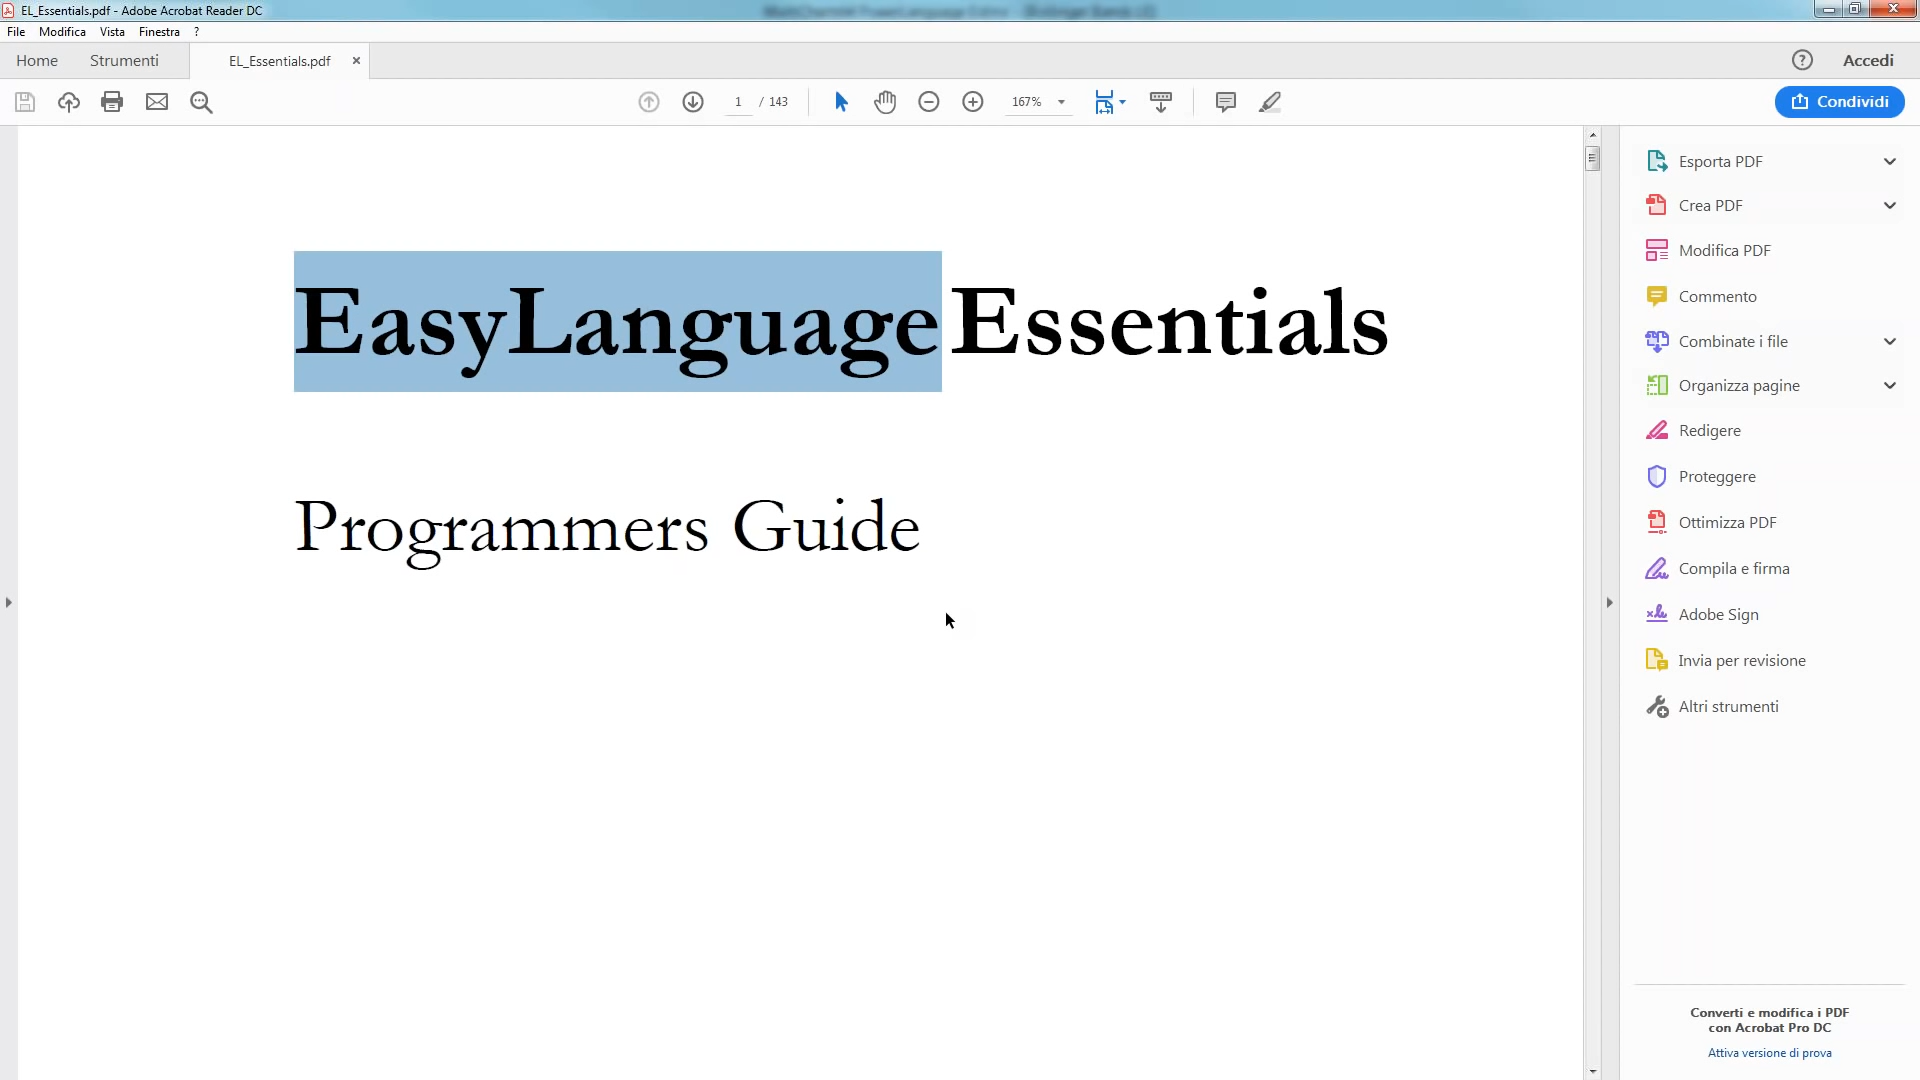 EL_Essentials.pdf - Adobe Acrobat Reader DC
File Modifica Vista Finestra ?
Home Strumenti EL_Essentials.pdf × ? Accedi
1 / 143 167% Condividi
EasyLanguage Essentials
Programmers Guide
Esporta PDF
Crea PDF
Modifica PDF
Commento
Combinate i file
Organizza pagine
Redigere
Proteggere
Ottimizza PDF
Compila e firma
Adobe Sign
Invia per revisione
Altri strumenti
Converti e modifica i PDF
con Acrobat Pro DC
Attiva versione di prova